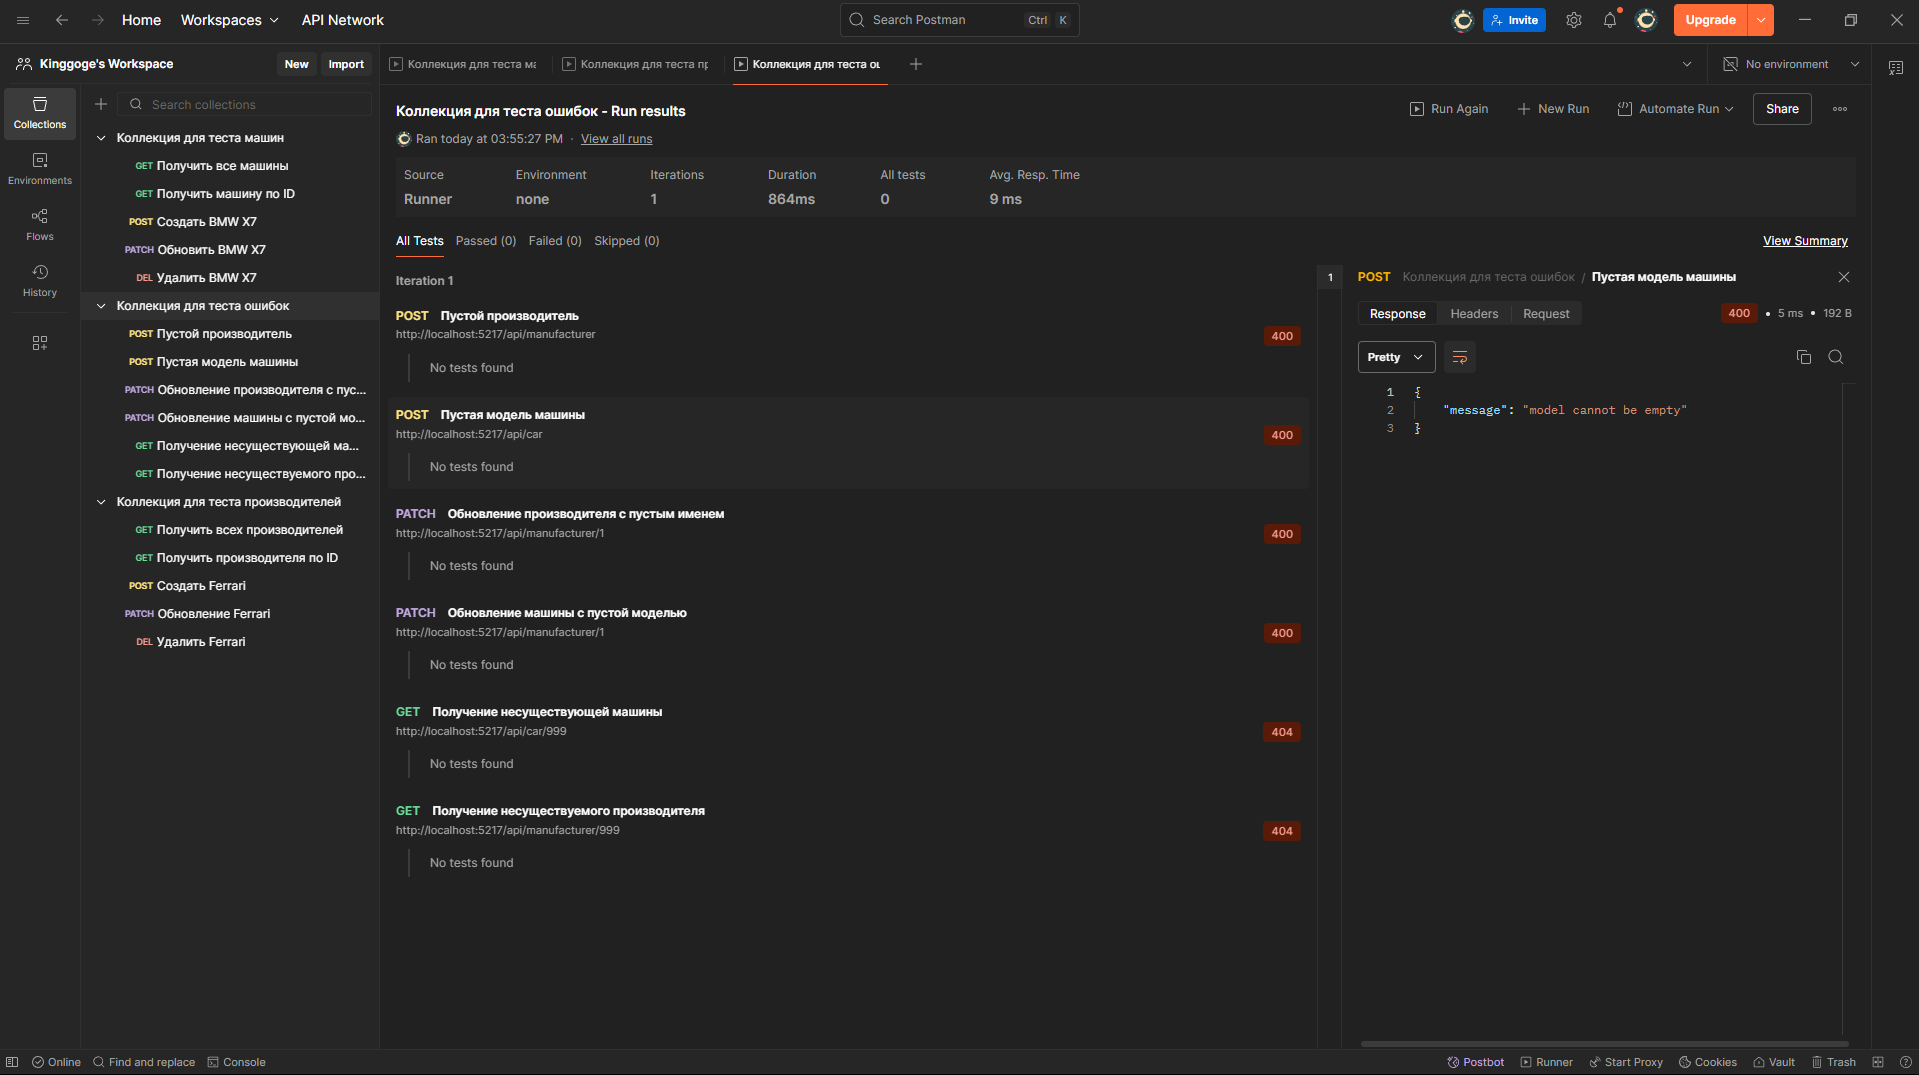 Home Workspaces API Network Search Postman Ctrl K Invite Upgrade
Kinggoge's Workspace New Import
Коллекция для теста ма Коллекция для теста пр Коллекция для теста ош No environment
Collections
Environments
Flows
History
Search collections
Коллекция для теста машин
GET Получить все машины
GET Получить машину по ID
POST Создать BMW X7
PATCH Обновить BMW X7
DEL Удалить BMW X7
Коллекция для теста ошибок
POST Пустой производитель
POST Пустая модель машины
PATCH Обновление производителя с пус...
PATCH Обновление машины с пустой мо...
GET Получение несуществующей ма...
GET Получение несуществуемого про...
Коллекция для теста производителей
GET Получить всех производителей
GET Получить производителя по ID
POST Создать Ferrari
PATCH Обновление Ferrari
DEL Удалить Ferrari
Коллекция для теста ошибок - Run results
Run Again New Run Automate Run Share
Ran today at 03:55:27 PM · View all runs
Source Environment Iterations Duration All tests Avg. Resp. Time
Runner none 1 864ms 0 9 ms
All Tests Passed (0) Failed (0) Skipped (0) View Summary
Iteration 1
POST Пустой производитель
http://localhost:5217/api/manufacturer
400
No tests found
POST Пустая модель машины
http://localhost:5217/api/car
400
No tests found
PATCH Обновление производителя с пустым именем
http://localhost:5217/api/manufacturer/1
400
No tests found
PATCH Обновление машины с пустой моделью
http://localhost:5217/api/manufacturer/1
400
No tests found
GET Получение несуществующей машины
http://localhost:5217/api/car/999
404
No tests found
GET Получение несуществуемого производителя
http://localhost:5217/api/manufacturer/999
404
No tests found
1
POST Коллекция для теста ошибок / Пустая модель машины
Response Headers Request 400 • 5 ms • 192 B
Pretty
1 {
2 "message": "model cannot be empty"
3 }
Online Find and replace Console Postbot Runner Start Proxy Cookies Vault Trash